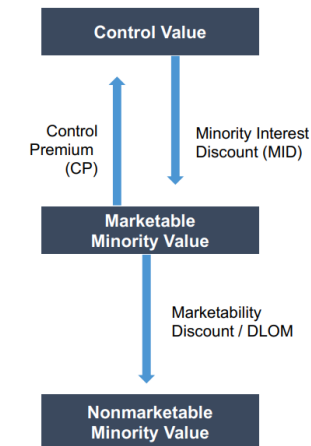 Control Value
Control
Premium
(CP)
Minority Interest
Discount (MID)
Marketable
Minority Value
Marketability
Discount / DLOM
Nonmarketable
Minority Value